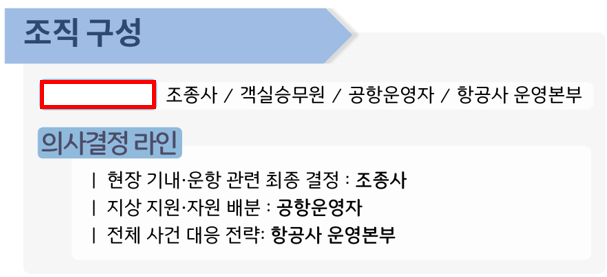 조직 구성
조종사 / 객실승무원 / 공항운영자 / 항공사 운영본부
의사결정 라인
| 현장 기내·운항 관련 최종 결정 : 조종사
| 지상 지원·자원 배분 : 공항운영자
| 전체 사건 대응 전략: 항공사 운영본부